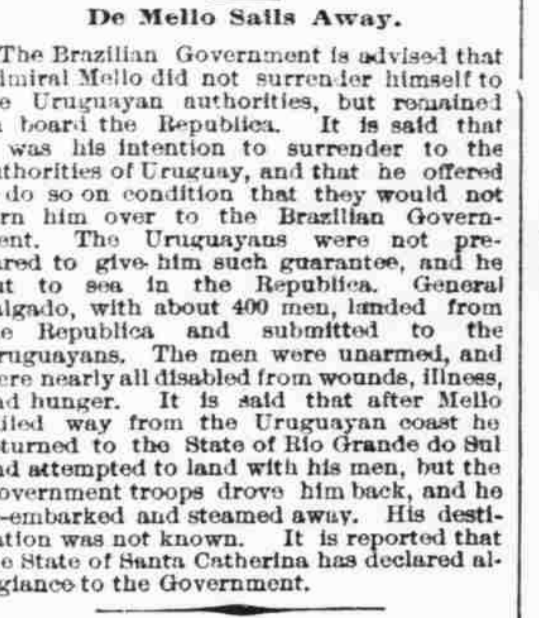 De Mello Sails Away.
The Brazilian Government is advised that
dmiral Mello did not surrender himself to
e Uruguayan authorities, but remained
board the Republica. It is said that
was his intention to surrender to the
thorities of Uruguay, and that he offered
do so on condition that they would not
rn him over to the Brazilian Govern-
ent. The Uruguayans were not pre-
ared to give him such guarantee, and he
ut to sea in the Republica. General
algado, with about 400 men, landed from
e Republica and submitted to the
ruguayans. The men were unarmed, and
ere nearly all disabled from wounds, illness,
nd hunger. It is said that after Mello
iled way from the Uruguayan coast he
turned to the State of Rio Grande do Sul
nd attempted to land with his men, but the
overnment troops drove him back, and he
-embarked and steamed away. His desti-
ation was not known. It is reported that
e State of Santa Catherina has declared al-
giance to the Government.